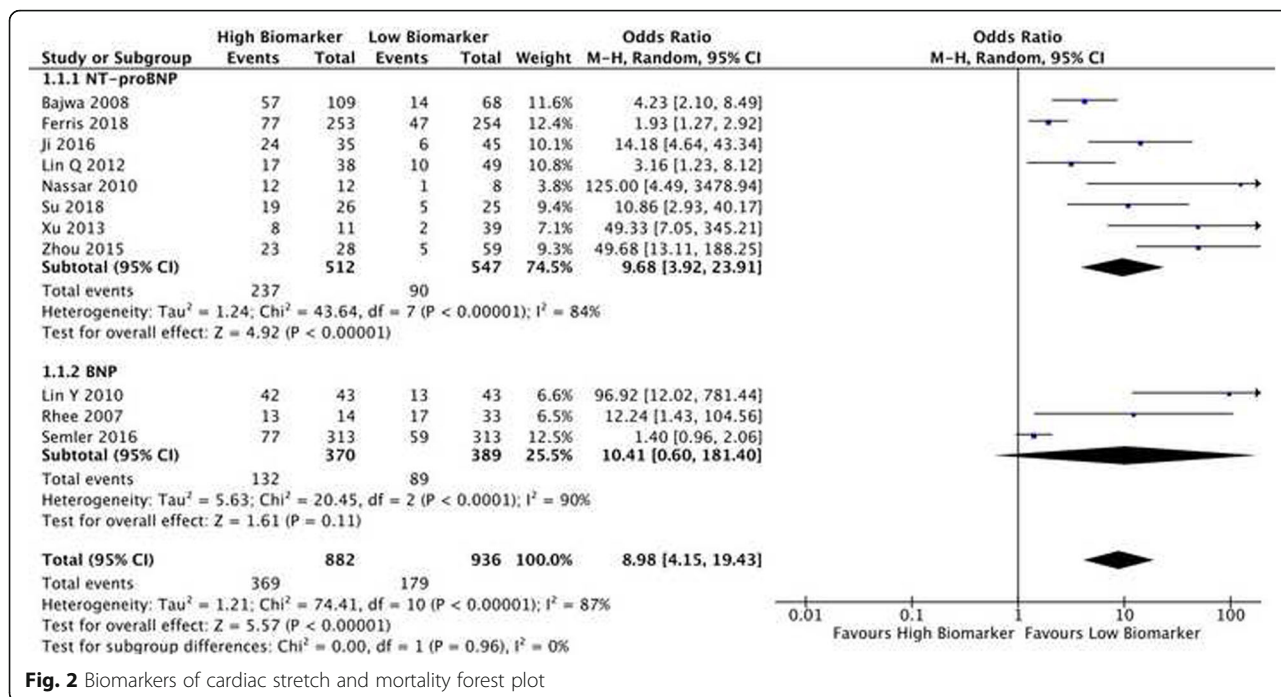 High Biomarker Low Biomarker Odds Ratio Odds Ratio
Study or Subgroup Events Total Events Total Weight M-H, Random, 95% CI M-H, Random, 95% CI
1.1.1 NT-proBNP
Bajwa 2008 57 109 14 68 11.6% 4.23 [2.10, 8.49]
Ferris 2018 77 253 47 254 12.4% 1.93 [1.27, 2.92]
Ji 2016 24 35 6 45 10.1% 14.18 [4.64, 43.34]
Lin Q 2012 17 38 10 49 10.8% 3.16 [1.23, 8.12]
Nassar 2010 12 12 1 8 3.8% 125.00 [4.49, 3478.94]
Su 2018 19 26 5 25 9.4% 10.86 [2.93, 40.17]
Xu 2013 8 11 2 39 7.1% 49.33 [7.05, 345.21]
Zhou 2015 23 28 5 59 9.3% 49.68 [13.11, 188.25]
Subtotal (95% CI) 512 547 74.5% 9.68 [3.92, 23.91]
Total events 237 90
Heterogeneity: Tau² = 1.24; Chi² = 43.64, df = 7 (P < 0.00001); I² = 84%
Test for overall effect: Z = 4.92 (P < 0.00001)
1.1.2 BNP
Lin Y 2010 42 43 13 43 6.6% 96.92 [12.02, 781.44]
Rhee 2007 13 14 17 33 6.5% 12.24 [1.43, 104.56]
Semler 2016 77 313 59 313 12.5% 1.40 [0.96, 2.06]
Subtotal (95% CI) 370 389 25.5% 10.41 [0.60, 181.40]
Total events 132 89
Heterogeneity: Tau² = 5.63; Chi² = 20.45, df = 2 (P < 0.0001); I² = 90%
Test for overall effect: Z = 1.61 (P = 0.11)
Total (95% CI) 882 936 100.0% 8.98 [4.15, 19.43]
Total events 369 179
Heterogeneity: Tau² = 1.21; Chi² = 74.41, df = 10 (P < 0.00001); I² = 87%
Test for overall effect: Z = 5.57 (P < 0.00001)
Test for subgroup differences: Chi² = 0.00, df = 1 (P = 0.96), I² = 0%
0.01 0.1 1 10 100
Favours High Biomarker Favours Low Biomarker
Fig. 2 Biomarkers of cardiac stretch and mortality forest plot